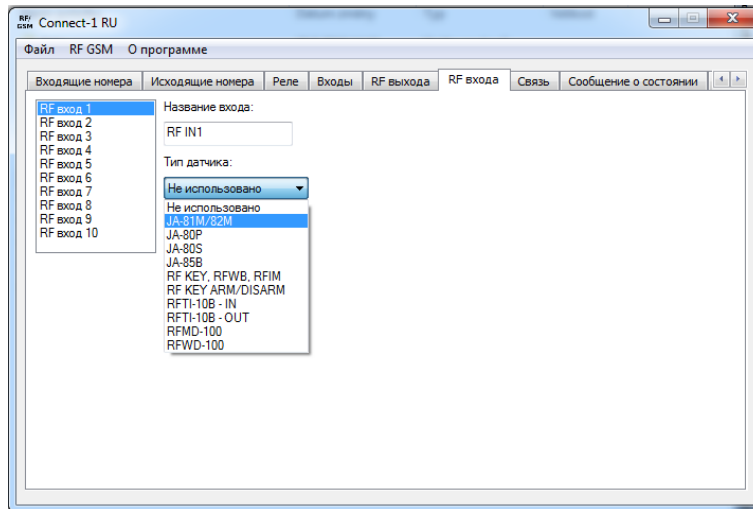 RF/
GSM
Connect-1 RU
Файл RF GSM О программе
Входящие номера Исходящие номера Реле Входы RF выхода RF входа Связь Сообщение о состоянии
RF вход 1
RF вход 2
RF вход 3
RF вход 4
RF вход 5
RF вход 6
RF вход 7
RF вход 8
RF вход 9
RF вход 10
Название входа:
RF IN1
Тип датчика:
Не использовано
Не использовано
JA-81M/82M
JA-80P
JA-80S
JA-85B
RF KEY, RFWB, RFIM
RF KEY ARM/DISARM
RFTI-10B - IN
RFTI-10B - OUT
RFMD-100
RFWD-100